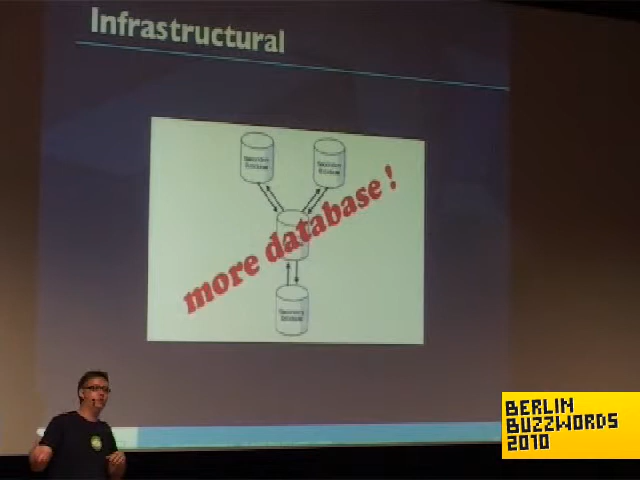 Infrastructural
more database !
BERLIN
BUZZWORDS
2010